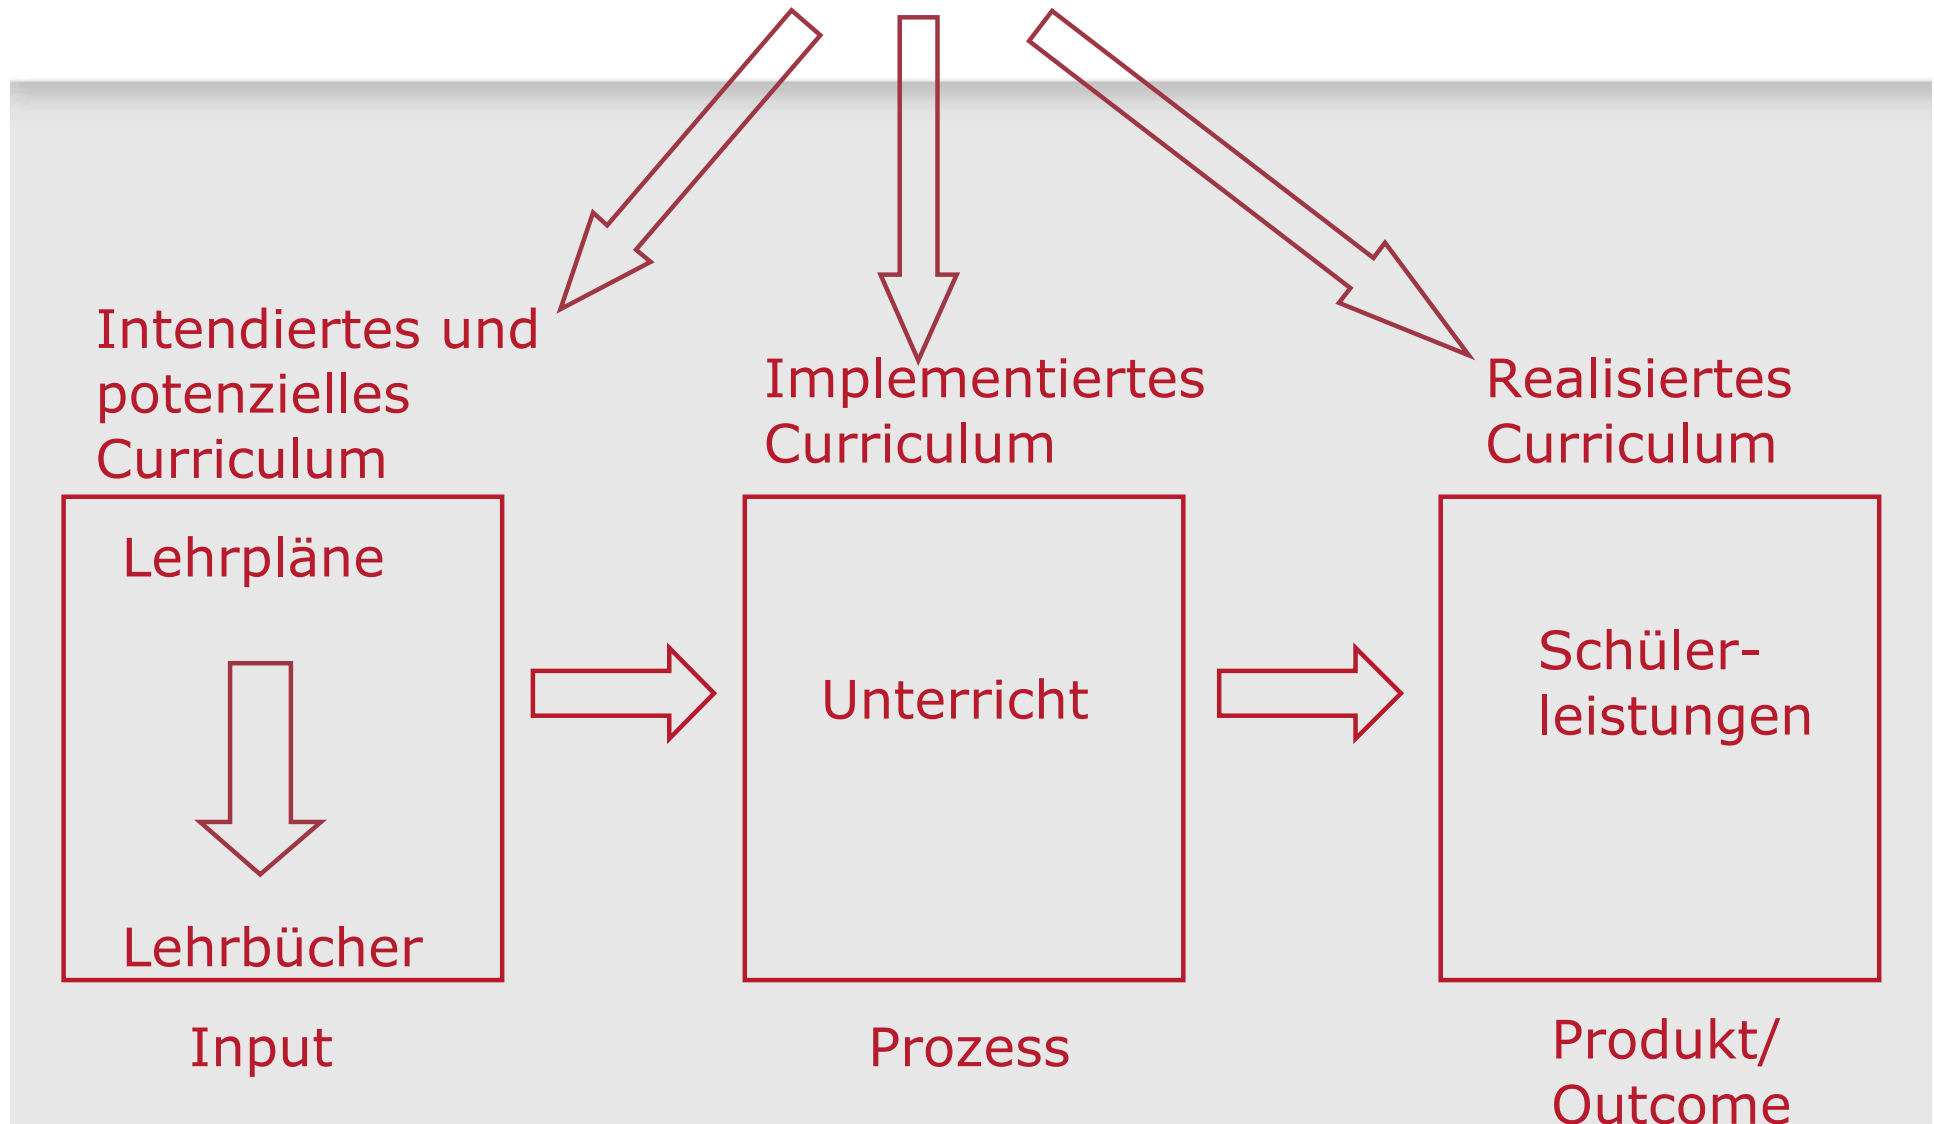 Intendiertes und
potenzielles
Curriculum
Implementiertes
Curriculum
Realisiertes
Curriculum
Lehrpläne
Lehrbücher
Unterricht
Schüler-
leistungen
Input
Prozess
Produkt/
Outcome